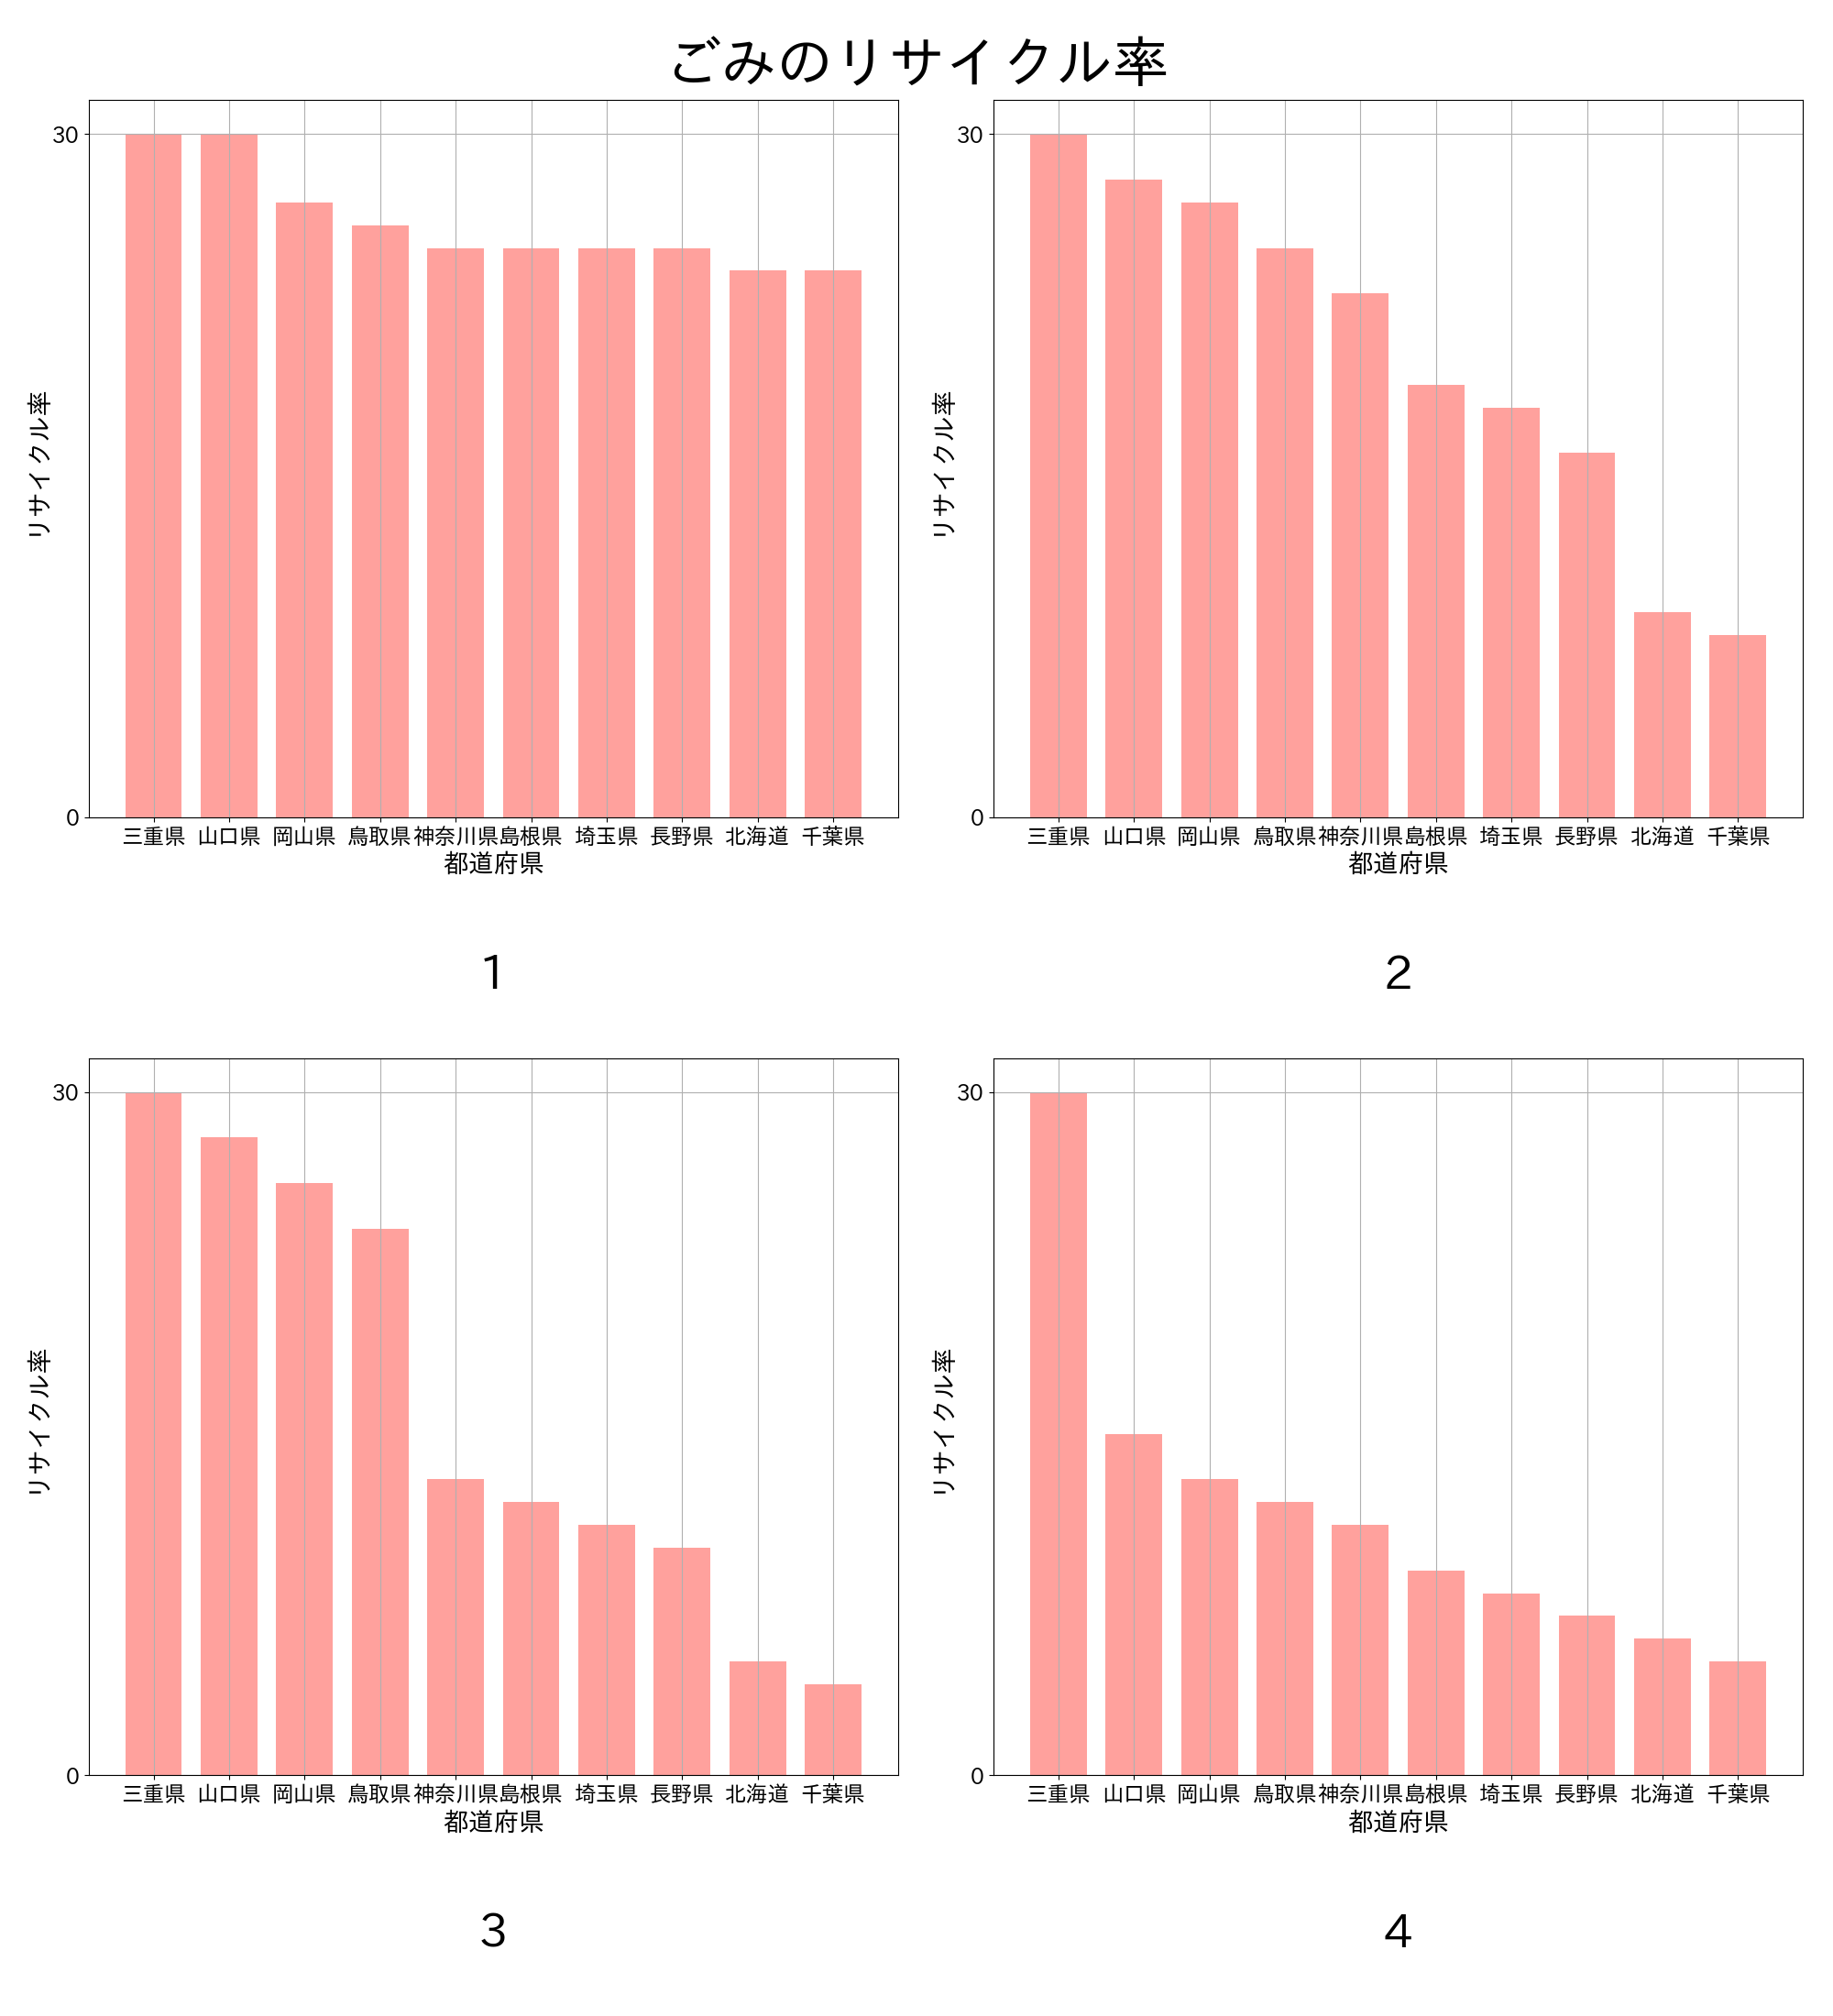 ごみのリサイクル率
30
0
リサイクル率
三重県 山口県 岡山県 鳥取県 神奈川県 島根県 埼玉県 長野県 北海道 千葉県
都道府県
1
30
0
リサイクル率
三重県 山口県 岡山県 鳥取県 神奈川県 島根県 埼玉県 長野県 北海道 千葉県
都道府県
2
30
0
リサイクル率
三重県 山口県 岡山県 鳥取県 神奈川県 島根県 埼玉県 長野県 北海道 千葉県
都道府県
3
30
0
リサイクル率
三重県 山口県 岡山県 鳥取県 神奈川県 島根県 埼玉県 長野県 北海道 千葉県
都道府県
4